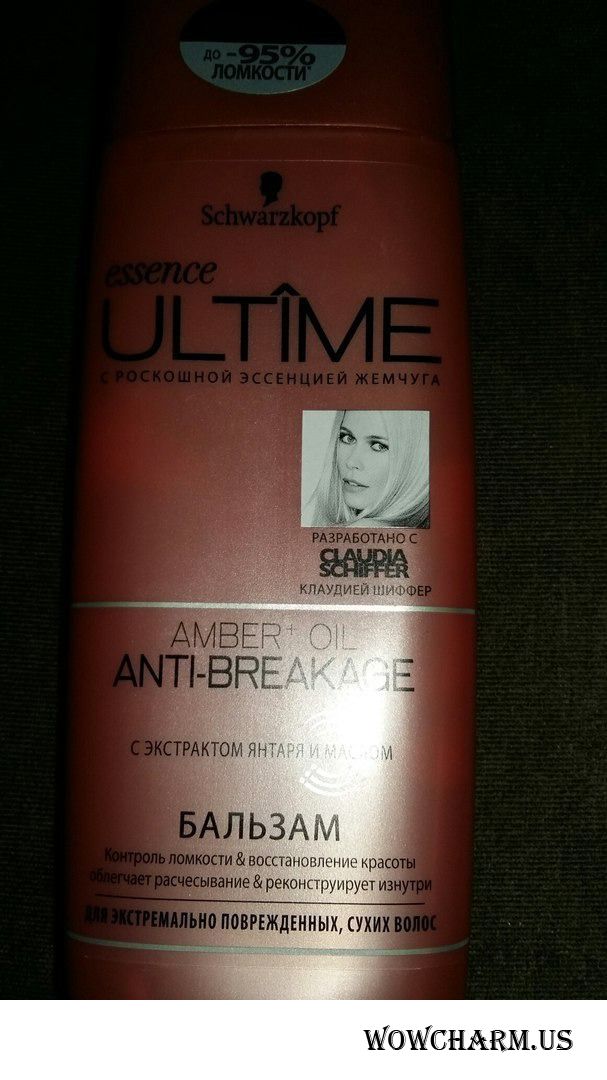 до -95%
ЛОМКОСТИ*
Schwarzkopf
essence
ULTÎME
С РОСКОШНОЙ ЭССЕНЦИЕЙ ЖЕМЧУГА
РАЗРАБОТАНО С
CLAUDIA
SCHIFFER
КЛАУДИЕЙ ШИФФЕР
AMBER+ OIL
ANTI-BREAKAGE
С ЭКСТРАКТОМ ЯНТАРЯ И МАСЛОМ
БАЛЬЗАМ
Контроль ломкости & восстановление красоты
облегчает расчесывание & реконструирует изнутри
ДЛЯ ЭКСТРЕМАЛЬНО ПОВРЕЖДЕННЫХ, СУХИХ ВОЛОС
WOWCHARM.US